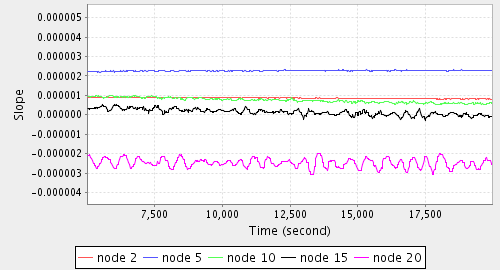 0.000005
0.000004
0.000003
0.000002
0.000001
0.000000
-0.000001
-0.000002
-0.000003
-0.000004
Slope
7,500 10,000 12,500 15,000 17,500
Time (second)
node 2 node 5 node 10 node 15 node 20